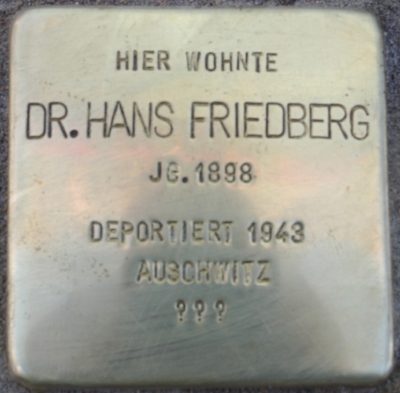 HIER WOHNTE
DR. HANS FRIEDBERG
JG. 1898
DEPORTIERT 1943
AUSCHWITZ
???